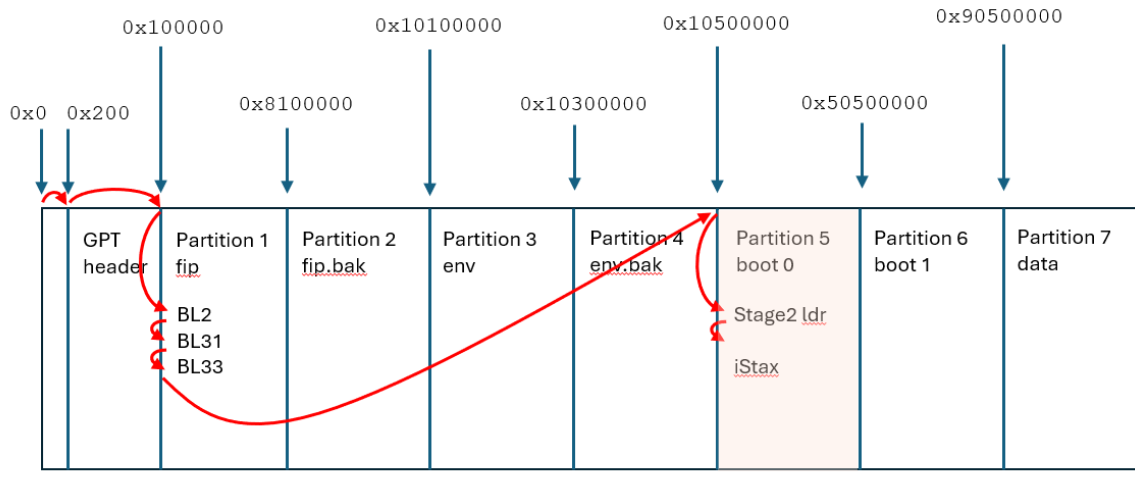 0x100000
0x10100000
0x10500000
0x90500000
0x0
0x200
0x8100000
0x10300000
0x50500000
GPT
header
Partition 1
fip
BL2
BL31
BL33
Partition 2
fip.bak
Partition 3
env
Partition 4
env.bak
Partition 5
boot 0
Stage2 ldr
iStax
Partition 6
boot 1
Partition 7
data